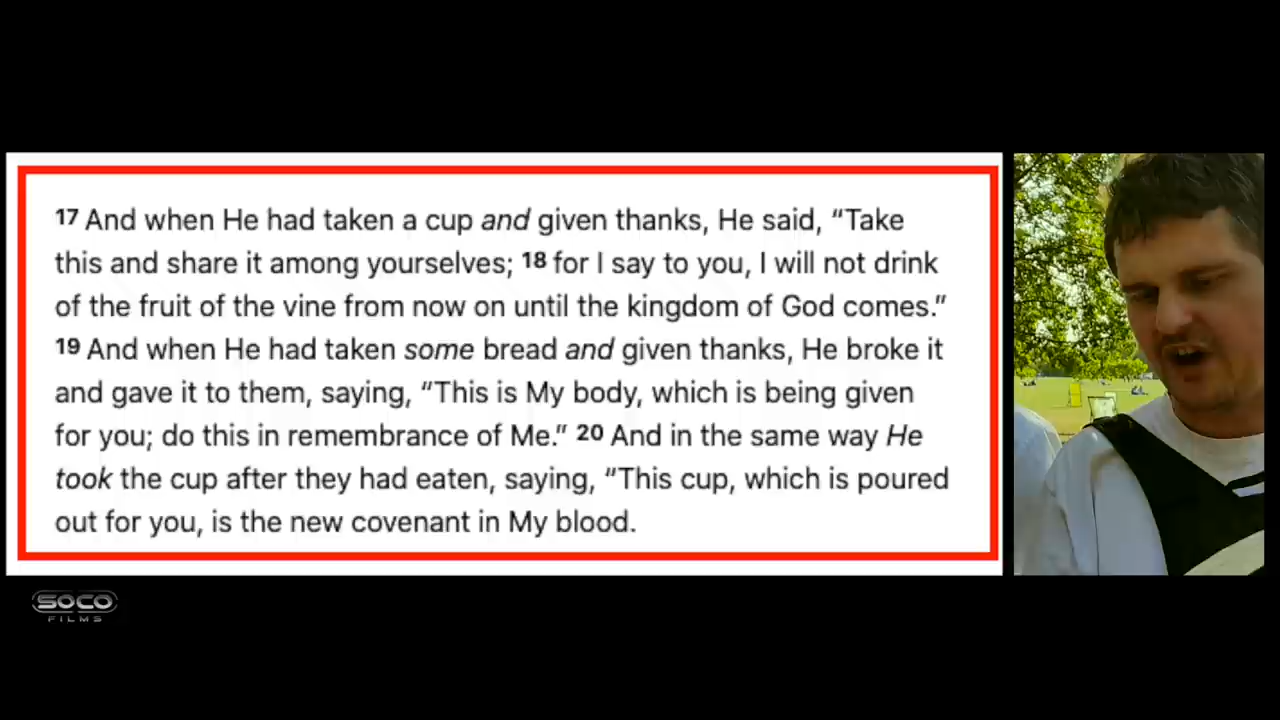 17 And when He had taken a cup and given thanks, He said, “Take
this and share it among yourselves; 18 for I say to you, I will not drink
of the fruit of the vine from now on until the kingdom of God comes.”
19 And when He had taken some bread and given thanks, He broke it
and gave it to them, saying, “This is My body, which is being given
for you; do this in remembrance of Me.” 20 And in the same way He
took the cup after they had eaten, saying, “This cup, which is poured
out for you, is the new covenant in My blood.
SOCO
FILMS